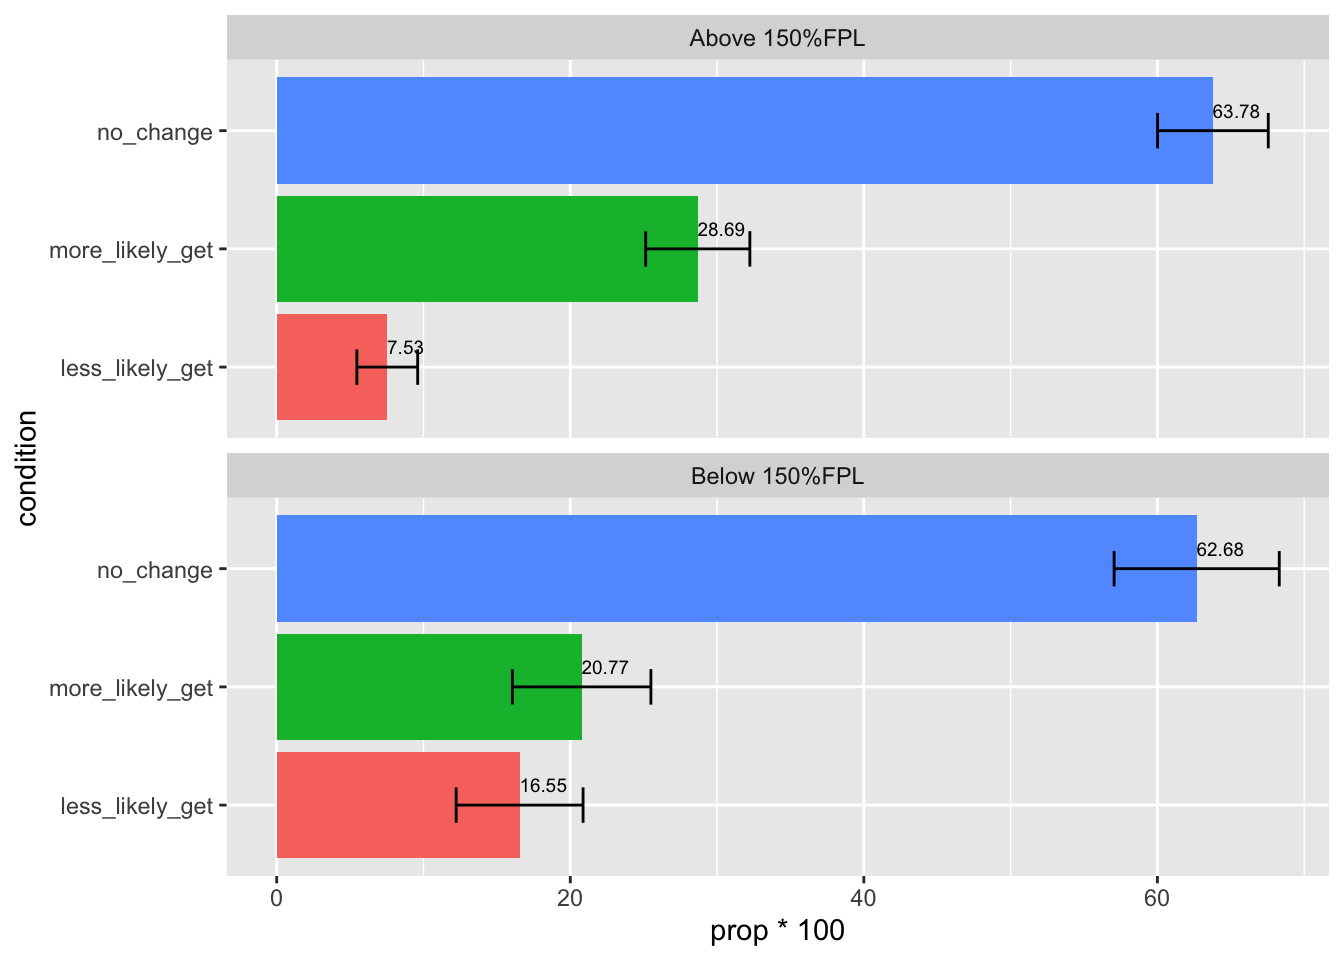 Above 150%FPL
no_change
63.78
more_likely_get
28.69
less_likely_get
7.53
condition
Below 150%FPL
no_change
62.68
more_likely_get
20.77
less_likely_get
16.55
0 20 40 60
prop * 100